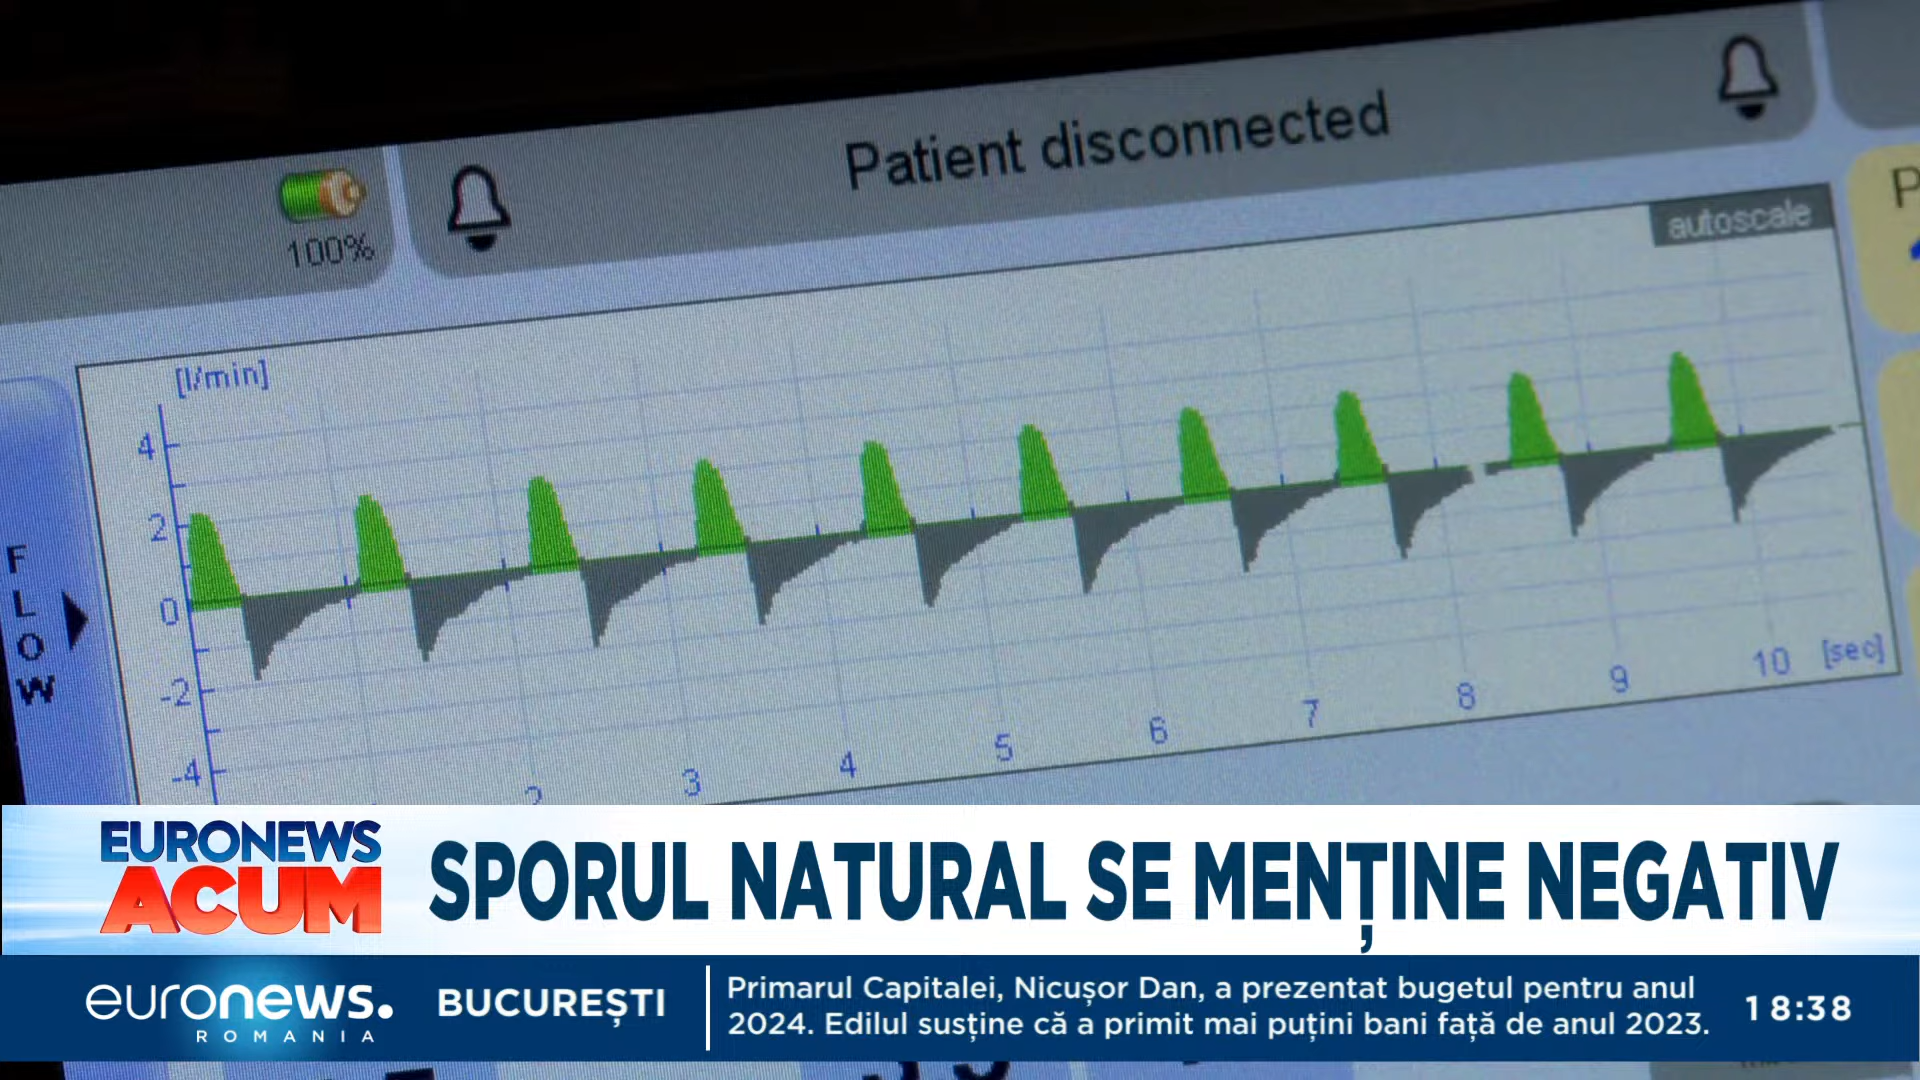 Patient disconnected
100%
autoscale
[l/min]
4
2
0
-2
-4
FLOW
2
3
4
5
6
7
8
9
10
[sec]
EURONEWS
ACUM
SPORUL NATURAL SE MENȚINE NEGATIV
euronews.
ROMANIA
BUCUREȘTI
Primarul Capitalei, Nicușor Dan, a prezentat bugetul pentru anul
2024. Edilul susține că a primit mai puțini bani față de anul 2023.
18:38